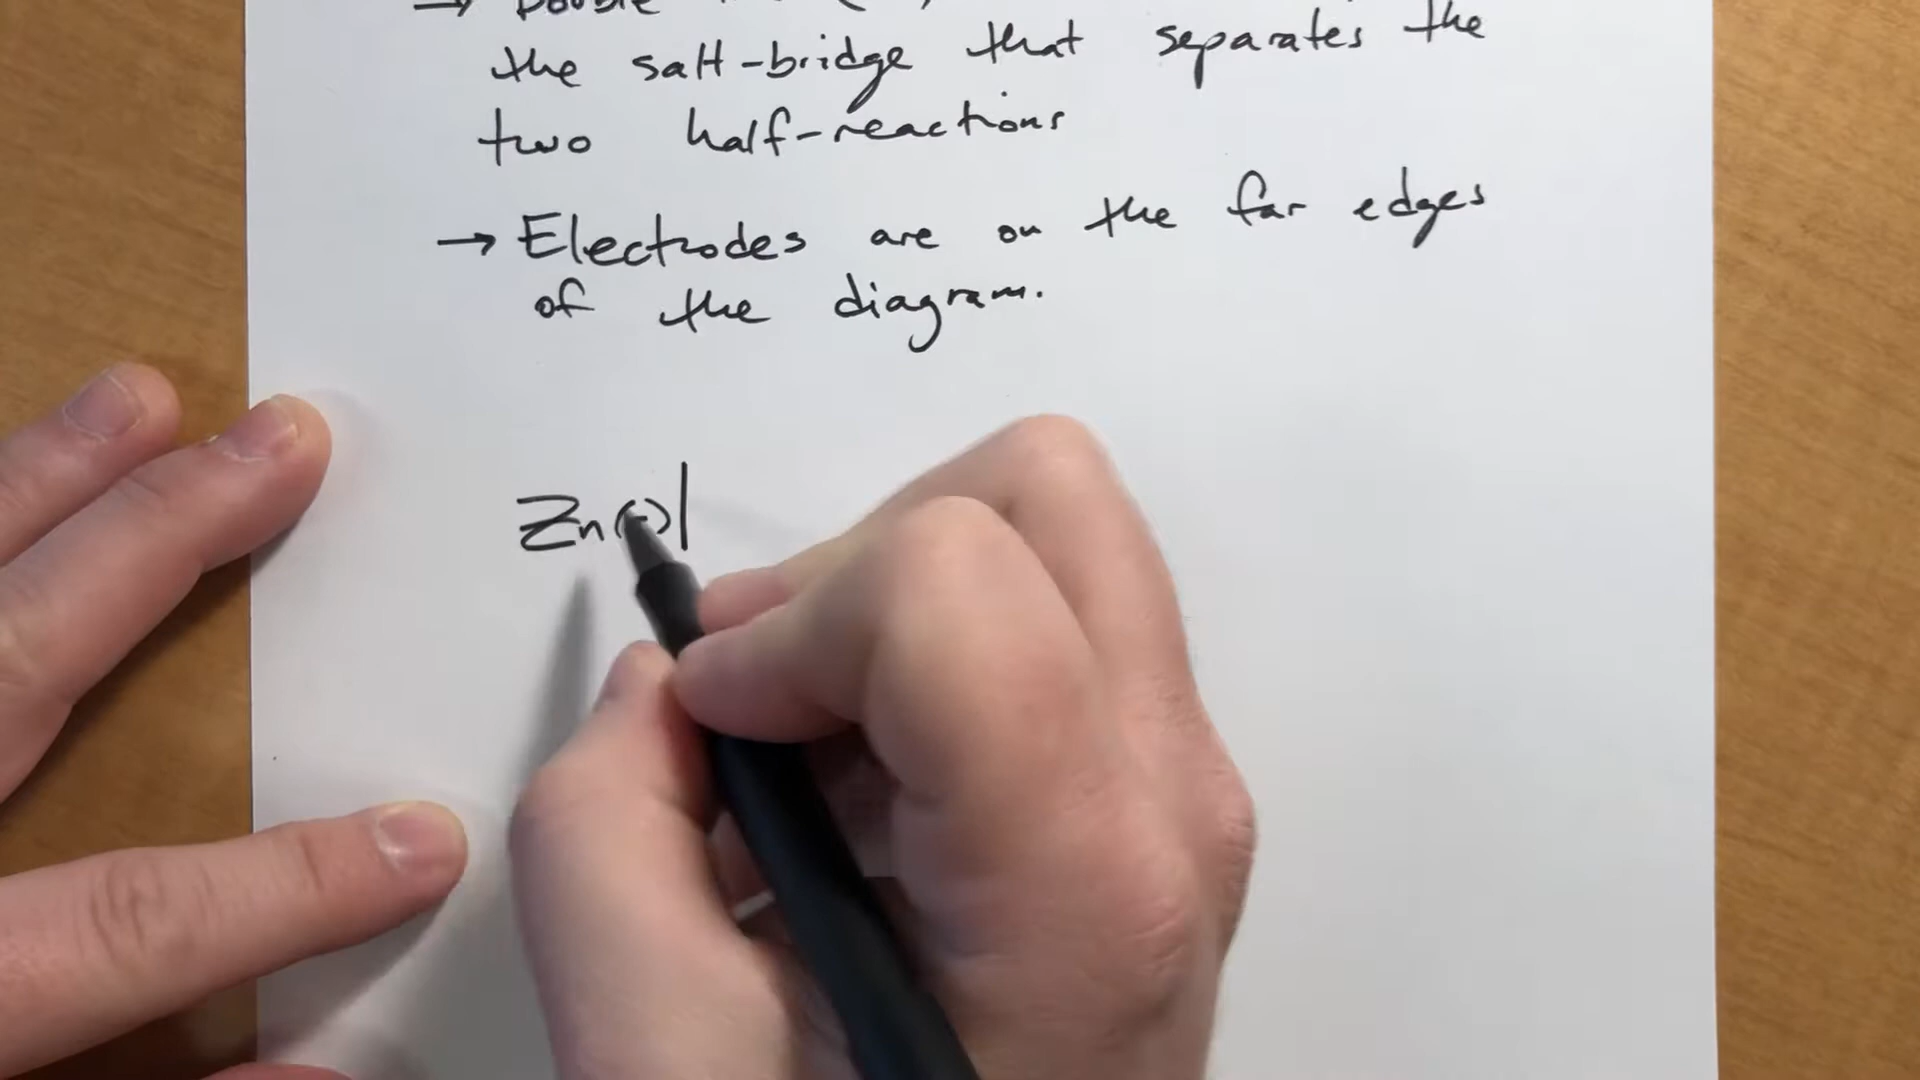 → Double
the salt-bridge that separates the
two half-reactions
→ Electrodes are on the far edges
of the diagram.
Zn(s)|